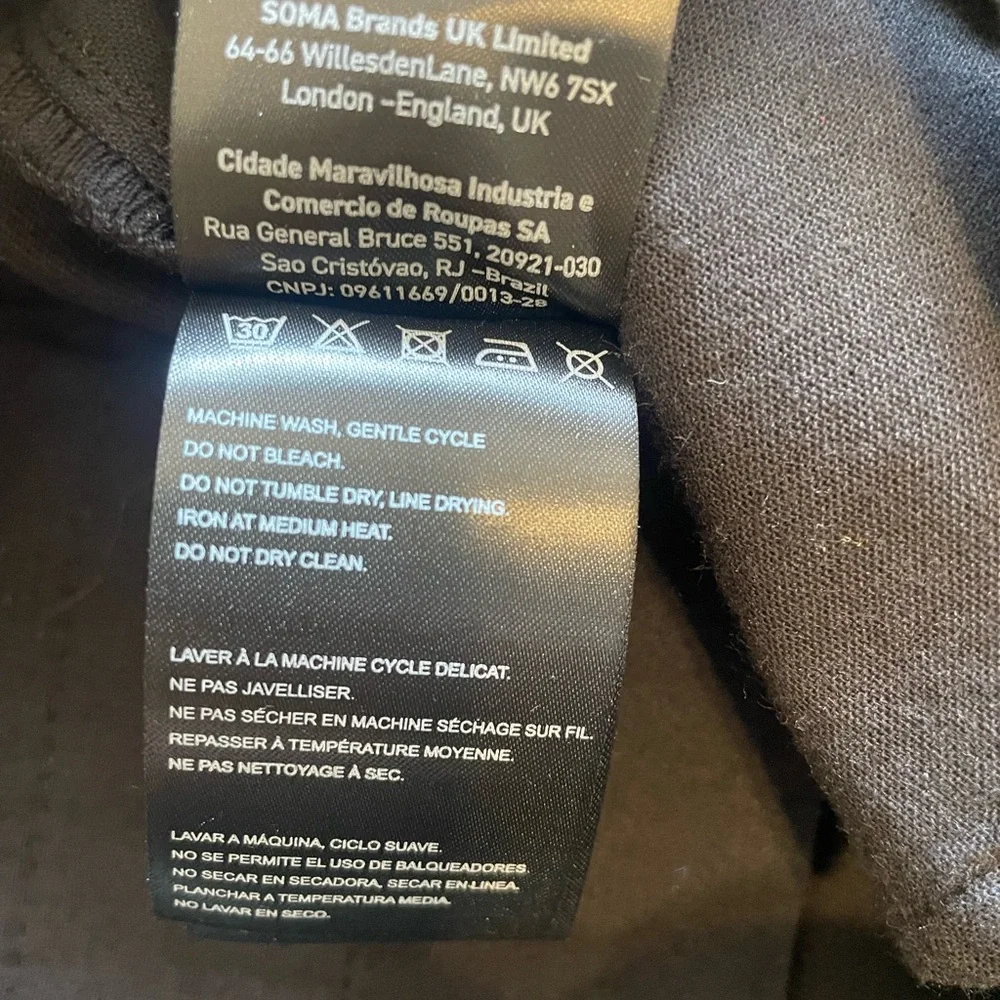 SOMA Brands UK Limited
64-66 WillesdenLane, NW6 7SX
London -England, UK
Cidade Maravilhosa Industria e
Comercio de Roupas SA
Rua General Bruce 551, 20921-030
Sao Cristóvao, RJ -Brazil
CNPJ: 09611669/0013-28
30
MACHINE WASH, GENTLE CYCLE
DO NOT BLEACH.
DO NOT TUMBLE DRY, LINE DRYING.
IRON AT MEDIUM HEAT.
DO NOT DRY CLEAN.
LAVER À LA MACHINE CYCLE DELICAT.
NE PAS JAVELLISER.
NE PAS SÉCHER EN MACHINE SÉCHAGE SUR FIL.
REPASSER À TEMPÉRATURE MOYENNE.
NE PAS NETTOYAGE À SEC.
LAVAR A MÁQUINA, CICLO SUAVE.
NO SE PERMITE EL USO DE BALQUEADORES.
NO SECAR EN SECADORA, SECAR EN LINEA.
PLANCHAR A TEMPERATURA MEDIA.
NO LAVAR EN SECO.